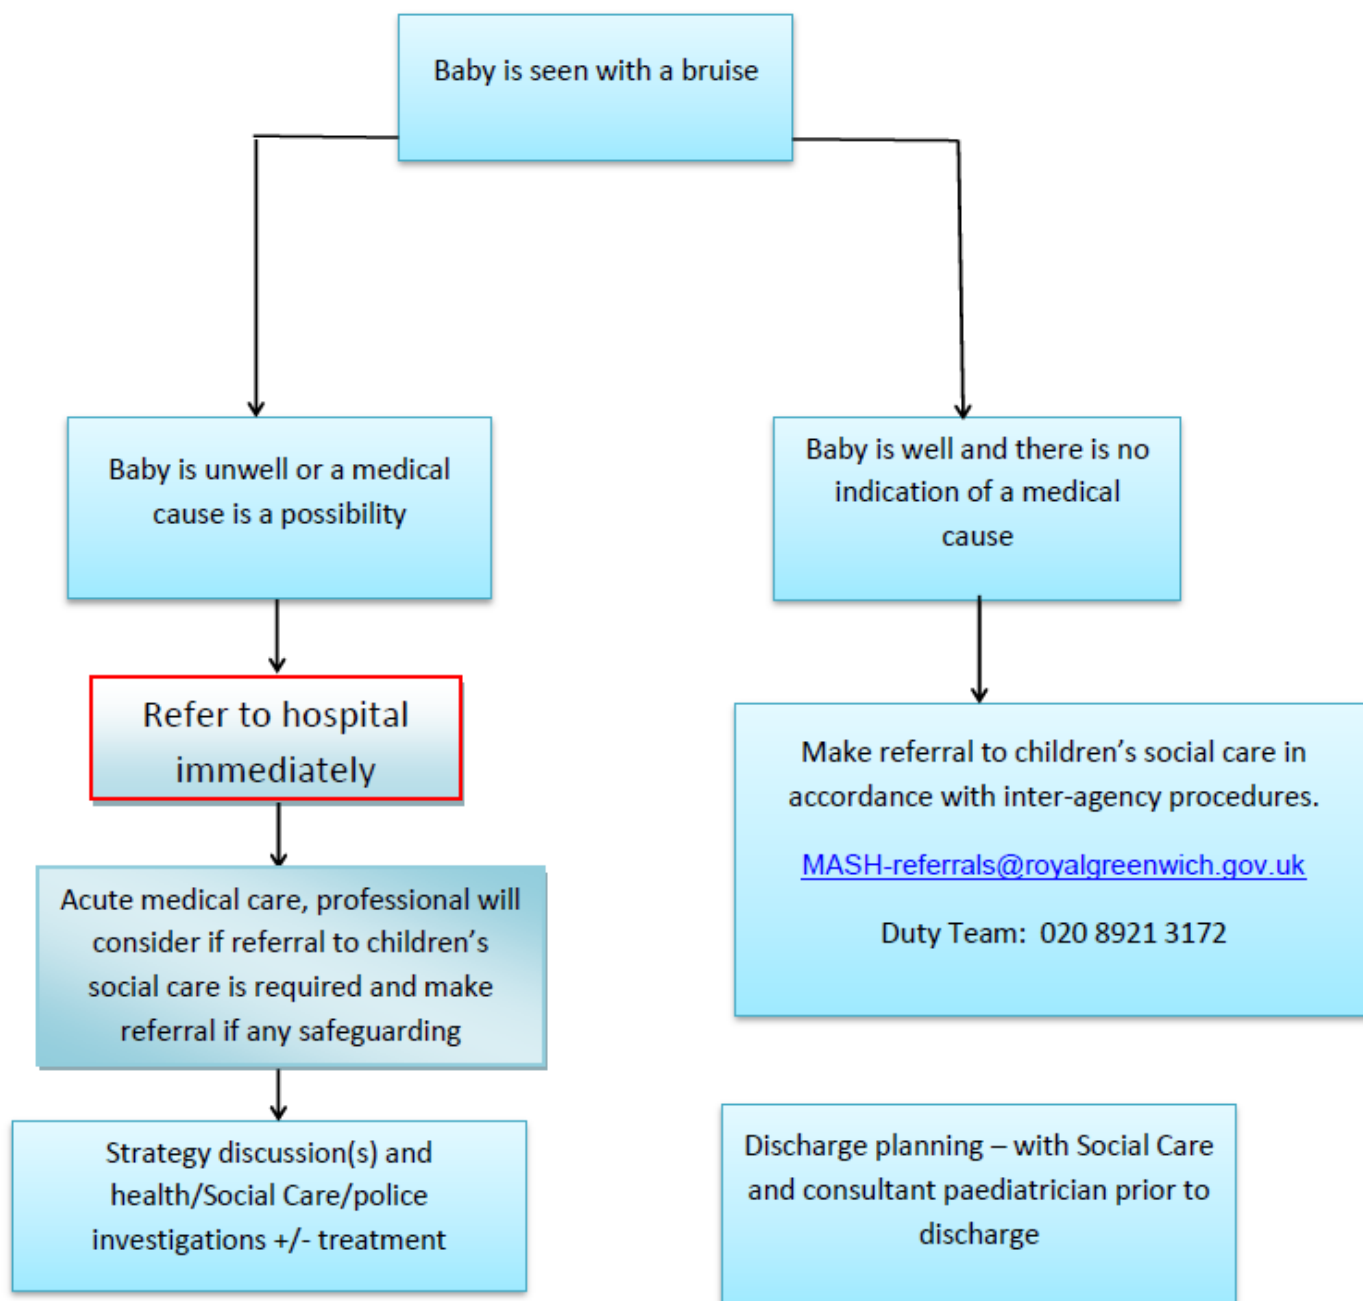 Baby is seen with a bruise
Baby is unwell or a medical
cause is a possibility
Refer to hospital
immediately
Acute medical care, professional will
consider if referral to children’s
social care is required and make
referral if any safeguarding
Strategy discussion(s) and
health/Social Care/police
investigations +/- treatment
Baby is well and there is no
indication of a medical
cause
Make referral to children’s social care in
accordance with inter-agency procedures.
MASH-referrals@royalgreenwich.gov.uk
Duty Team:  020 8921 3172
Discharge planning – with Social Care
and consultant paediatrician prior to
discharge